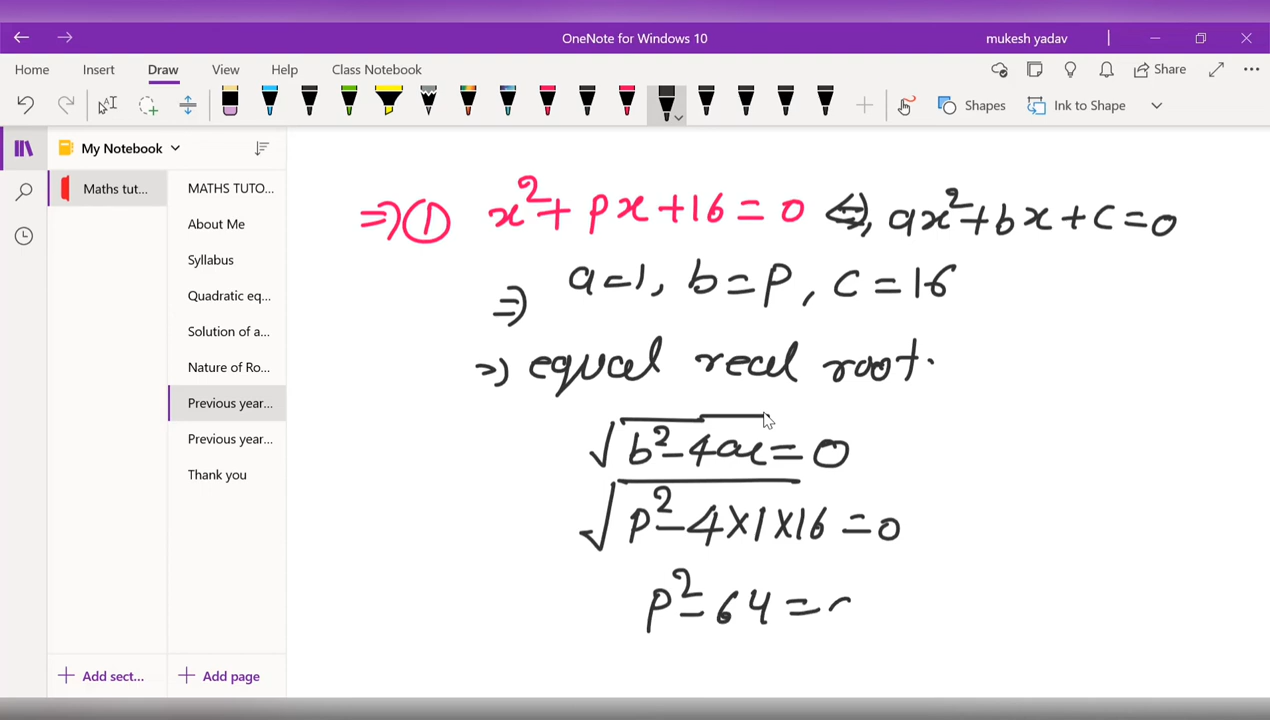 OneNote for Windows 10
mukesh yadav
Home Insert Draw View Help Class Notebook
Share
Shapes
Ink to Shape
My Notebook
Maths tut...
MATHS TUTO...
About Me
Syllabus
Quadratic eq...
Solution of a...
Nature of Ro...
Previous year...
Previous year...
Thank you
+ Add sect...
+ Add page
⇒① x²+px+16=0 ⇔, ax²+bx+c=0
⇒ a=1, b=p, c=16
⇒ equal real root.
√b²-4ac=0
√p²-4×1×16=0
p²-64=